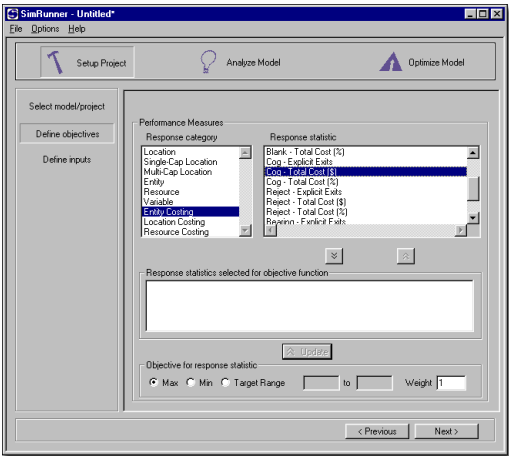 SimRunner - Untitled*
File Options Help
Setup Project
Analyze Model
Optimize Model
Select model/project
Define objectives
Define inputs
Performance Measures
Response category
Location
Single-Cap Location
Multi-Cap Location
Entity
Resource
Variable
Entity Costing
Location Costing
Resource Costing
Response statistic
Blank - Total Cost (%)
Cog - Explicit Exits
Cog - Total Cost ($)
Cog - Total Cost (%)
Reject - Explicit Exits
Reject - Total Cost ($)
Reject - Total Cost (%)
Bearing - Explicit Exits
Response statistics selected for objective function
Update
Objective for response statistic
Max Min Target Range to Weight 1
< Previous Next >